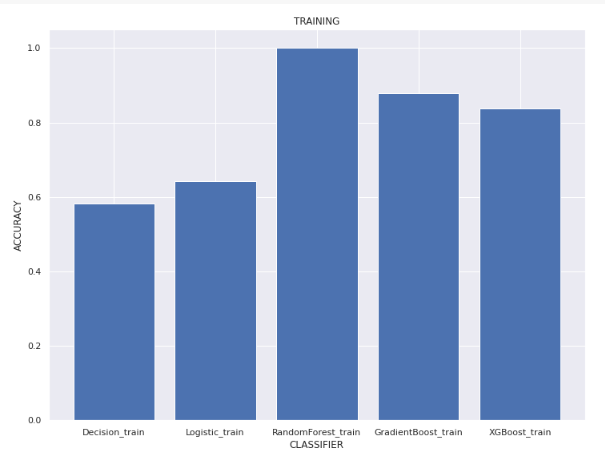 TRAINING
1.0
0.8
0.6
0.4
0.2
0.0
ACCURACY
Decision_train Logistic_train RandomForest_train GradientBoost_train XGBoost_train
CLASSIFIER